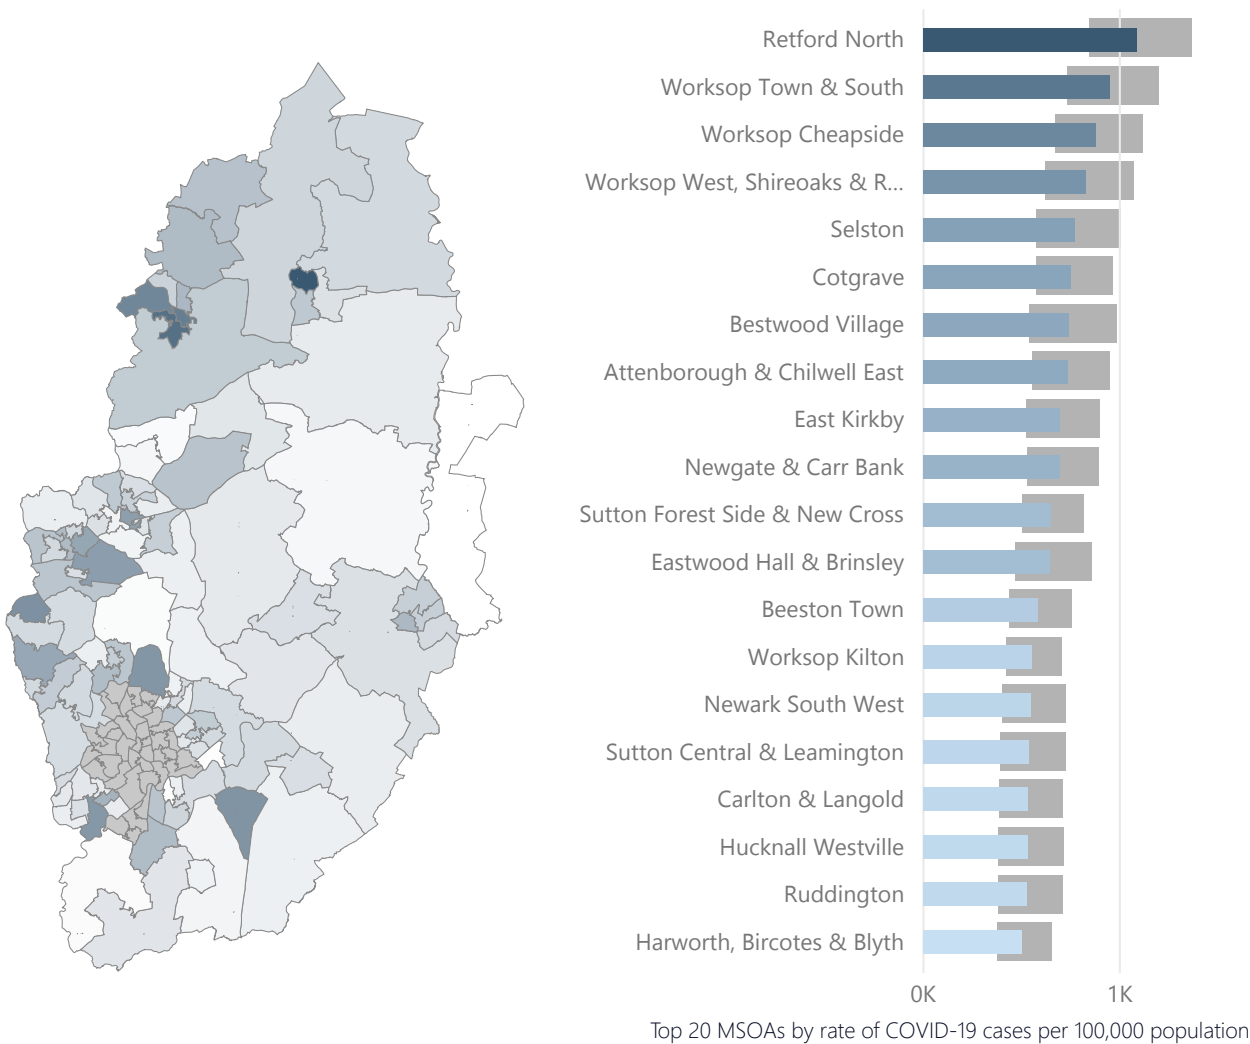 Retford North
Worksop Town & South
Worksop Cheapside
Worksop West, Shireoaks & R...
Selston
Cotgrave
Bestwood Village
Attenborough & Chilwell East
East Kirkby
Newgate & Carr Bank
Sutton Forest Side & New Cross
Eastwood Hall & Brinsley
Beeston Town
Worksop Kilton
Newark South West
Sutton Central & Leamington
Carlton & Langold
Hucknall Westville
Ruddington
Harworth, Bircotes & Blyth
0K 1K
Top 20 MSOAs by rate of COVID-19 cases per 100,000 population